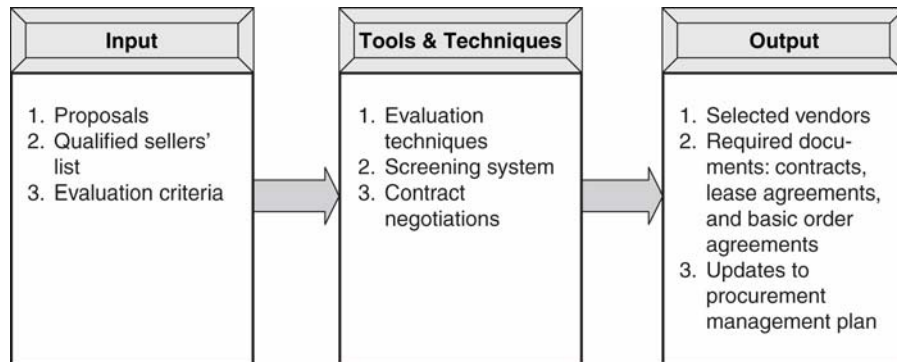 Input
1. Proposals
2. Qualified sellers'
list
3. Evaluation criteria
Tools & Techniques
1. Evaluation
techniques
2. Screening system
3. Contract
negotiations
Output
1. Selected vendors
2. Required docu-
ments: contracts,
lease agreements,
and basic order
agreements
3. Updates to
procurement
management plan